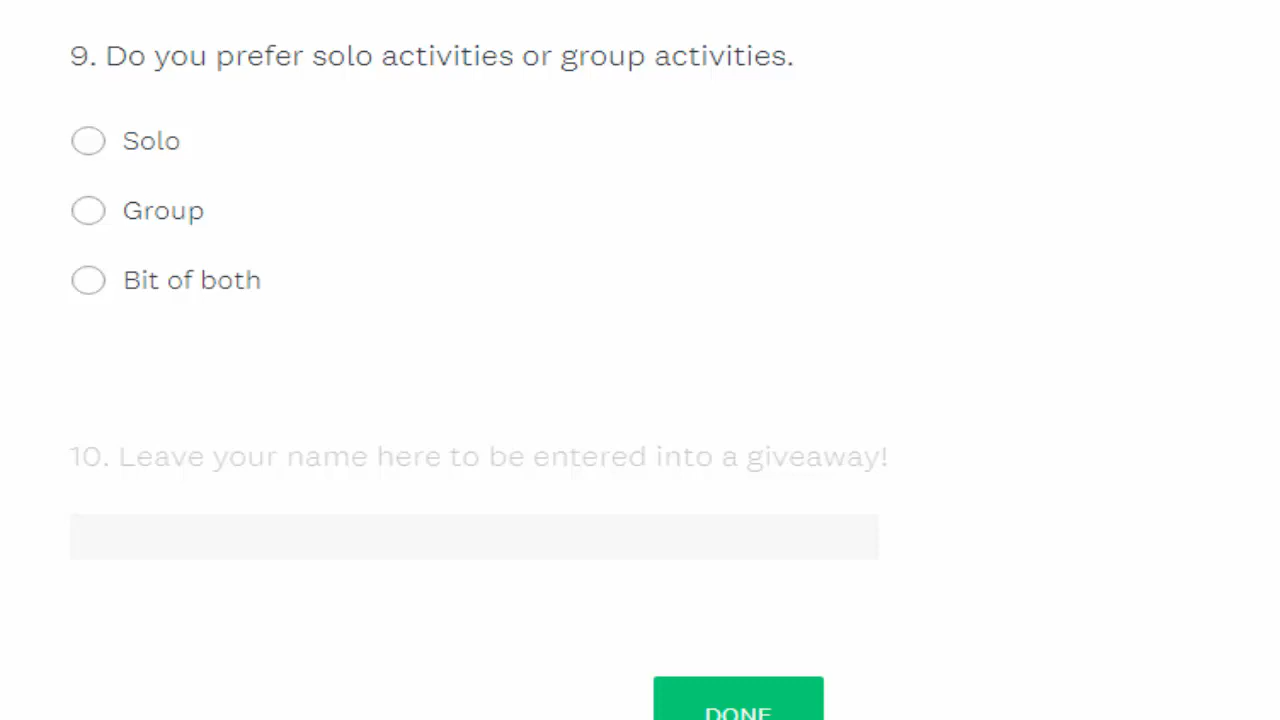 9. Do you prefer solo activities or group activities.
Solo
Group
Bit of both
10. Leave your name here to be entered into a giveaway!
DONE